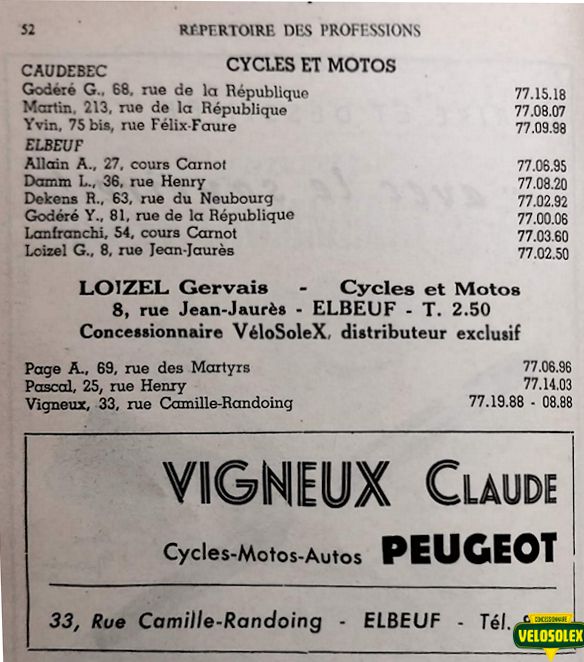 52 RÉPERTOIRE DES PROFESSIONS
CYCLES ET MOTOS
CAUDEBEC
Godéré G., 68, rue de la République 77.15.18
Martin, 213, rue de la République 77.08.07
Yvin, 75 bis, rue Félix-Faure 77.09.98
ELBEUF
Allain A., 27, cours Carnot 77.06.95
Damm L., 36, rue Henry 77.08.20
Dekens R., 63, rue du Neubourg 77.02.92
Godéré Y., 81, rue de la République 77.00.06
Lanfranchi, 54, cours Carnot 77.03.60
Loizel G., 8, rue Jean-Jaurès 77.02.50
LOIZEL Gervais - Cycles et Motos
8, rue Jean-Jaurès - ELBEUF - T. 2.50
Concessionnaire VéloSoleX, distributeur exclusif
Page A., 69, rue des Martyrs 77.06.96
Pascal, 25, rue Henry 77.14.03
Vigneux, 33, rue Camille-Randoing 77.19.88 - 08.88
VIGNEUX CLAUDE
Cycles-Motos-Autos PEUGEOT
33, Rue Camille-Randoing - ELBEUF - Tél.
CONCESSIONNAIRE
VELOSOLEX